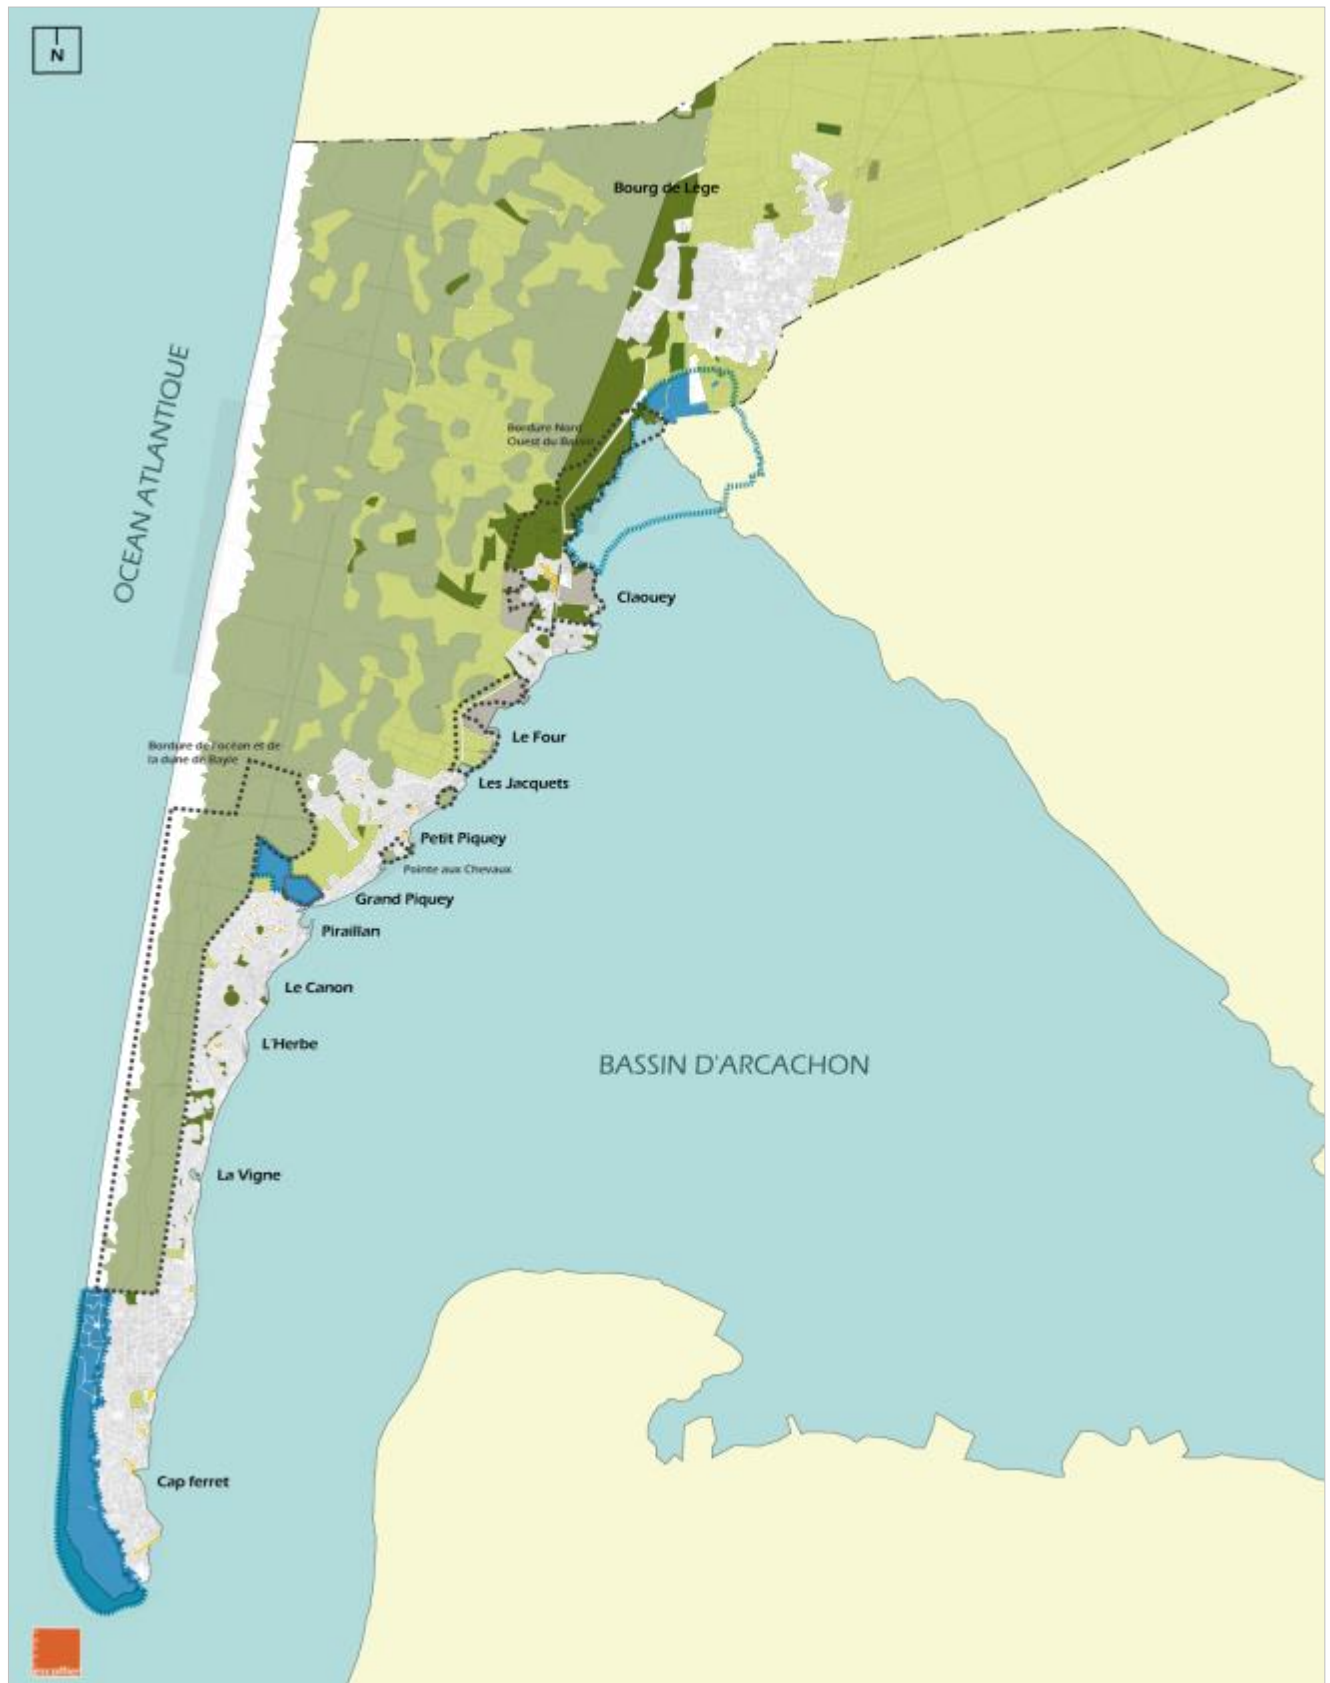 N
Bourg de Lège
OCEAN ATLANTIQUE
Bordure Nord
Ouest du Bassin
Claouey
Le Four
Bordure de l'océan et de
la dune de Bayle
Les Jacquets
Petit Piquey
Pointe aux Chevaux
Grand Piquey
Piraillan
Le Canon
L'Herbe
BASSIN D'ARCACHON
La Vigne
Cap ferret